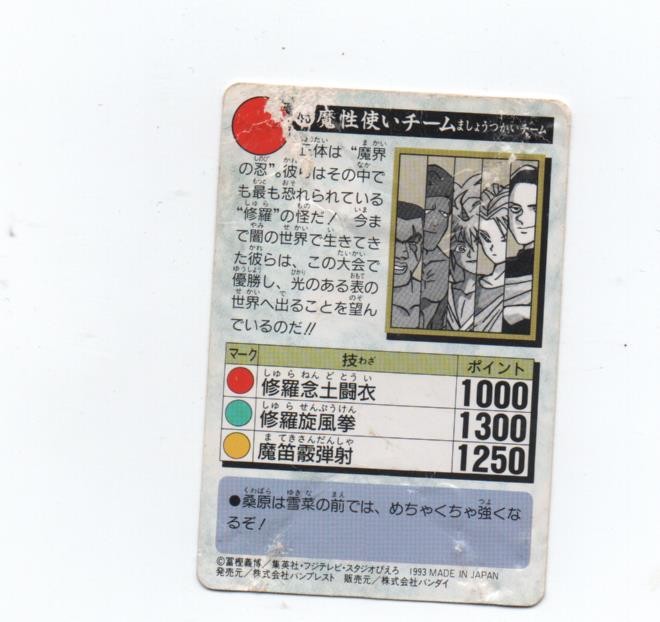 魔性使いチーム ましょうつかいチーム
体は“魔界
の忍”。彼らはその中で
も最も恐れられている
“修羅”の怪だ！ 今ま
で闇の世界で生きてき
た彼らは、この大会で
優勝し、光のある表の
世界へ出ることを望ん
でいるのだ!!
マーク 技わざ ポイント
修羅念土闘衣 1000
修羅旋風拳 1300
魔笛霰弾射 1250
●桑原は雪菜の前では、めちゃくちゃ強くな
るぞ！
©冨樫義博／集英社・フジテレビ・スタジオぴえろ 1993 MADE IN JAPAN
発売元／株式会社バンプレスト 販売元／株式会社バンダイ